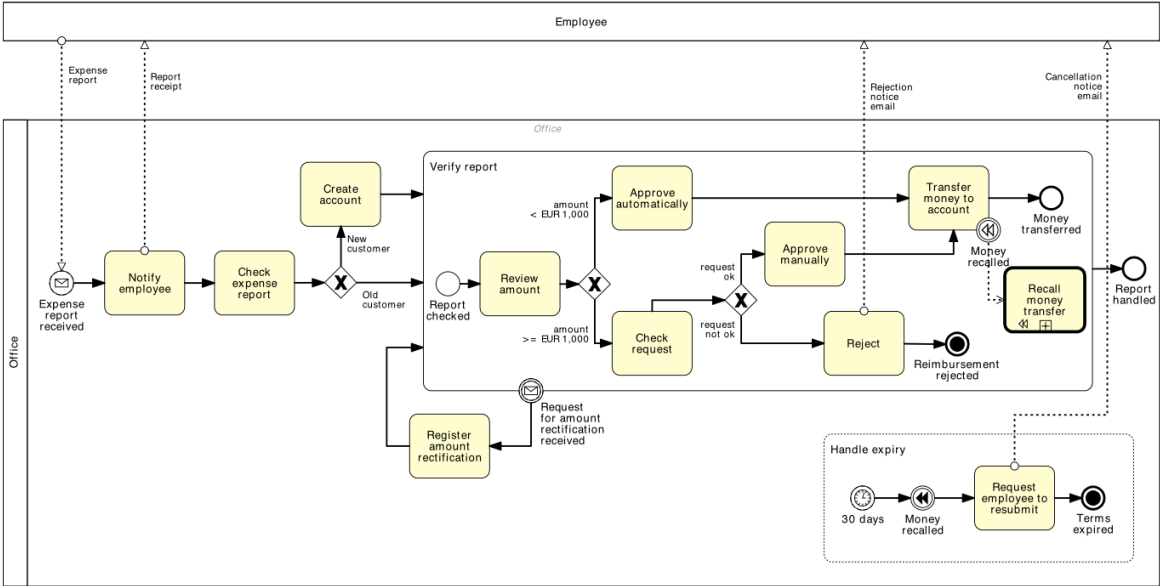 Employee
Expense
report
Report
receipt
Rejection
notice
email
Cancellation
notice
email
Office
Office
Verify report
Create
account
New
customer
Old
customer
Expense
report
received
Notify
employee
Check
expense
report
X
Report
checked
Review
amount
X
amount
< EUR 1,000
amount
>= EUR 1,000
Approve
automatically
Check
request
X
request
ok
request
not ok
Approve
manually
Reject
Reimbursement
rejected
Transfer
money to
account
Money
transferred
Money
recalled
Recall
money
transfer
Report
handled
Request
for amount
rectification
received
Register
amount
rectification
Handle expiry
30 days
Money
recalled
Request
employee to
resubmit
Terms
expired